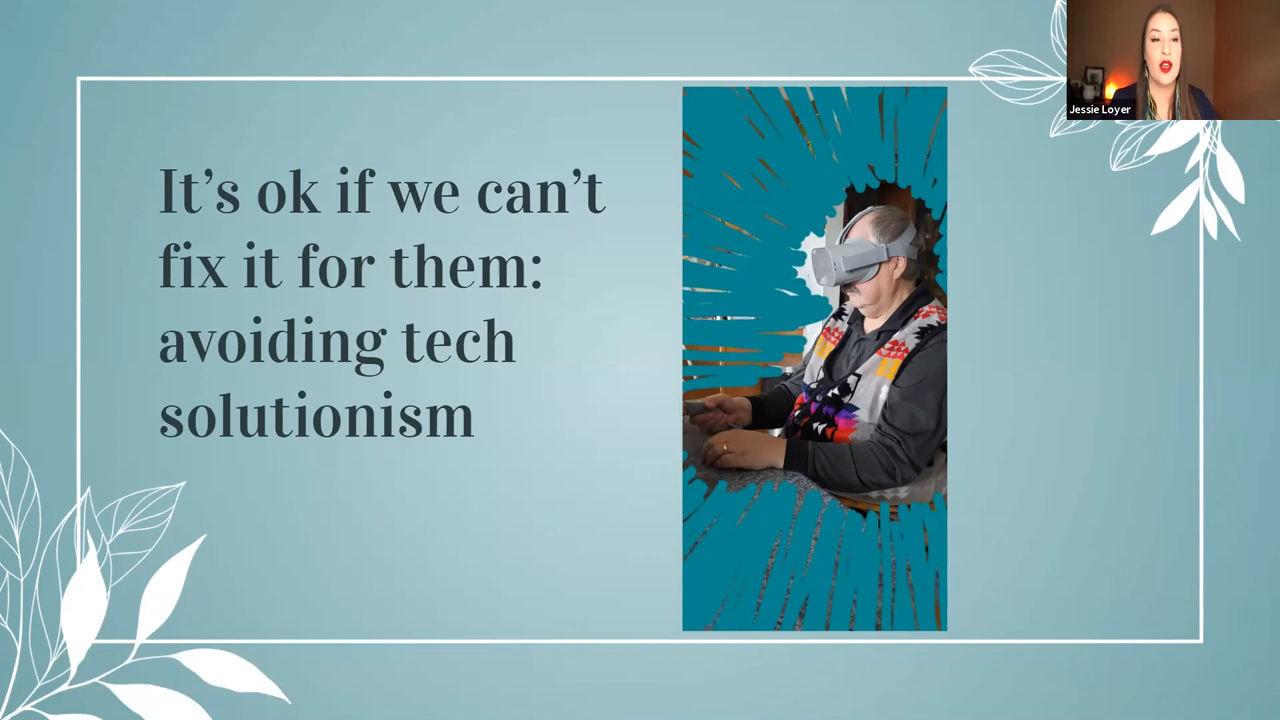 It’s ok if we can’t
fix it for them:
avoiding tech
solutionism
Jessie Loyer